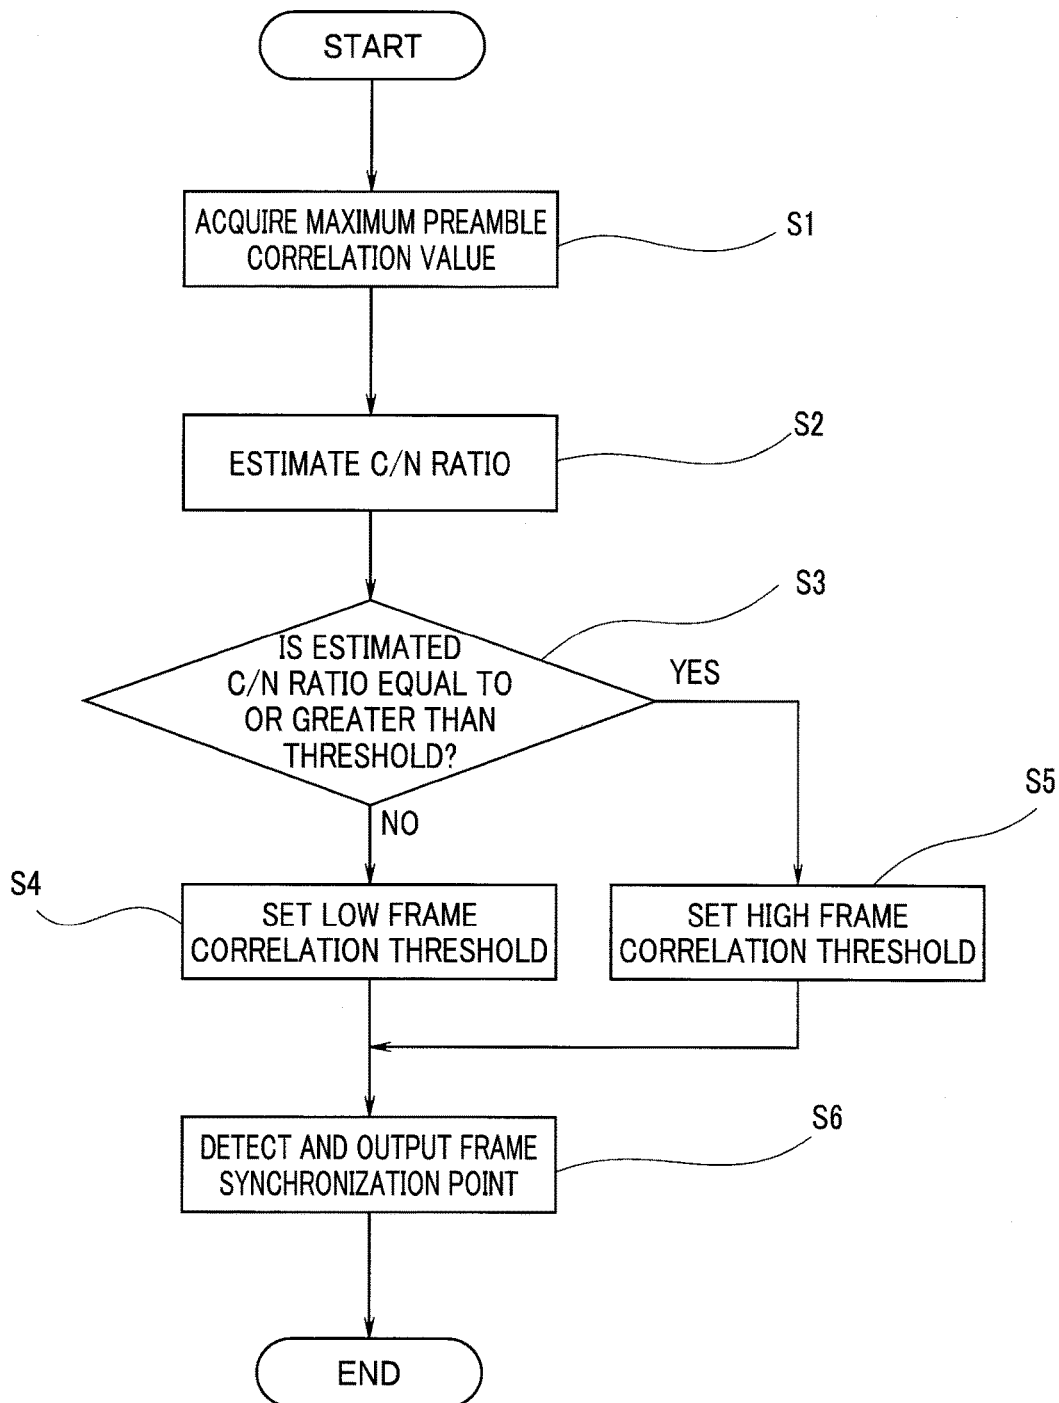 START
ACQUIRE MAXIMUM PREAMBLE
CORRELATION VALUE
S1
ESTIMATE C/N RATIO
S2
S3
IS ESTIMATED
C/N RATIO EQUAL TO
OR GREATER THAN
THRESHOLD?
YES
NO
S4
SET LOW FRAME
CORRELATION THRESHOLD
S5
SET HIGH FRAME
CORRELATION THRESHOLD
S6
DETECT AND OUTPUT FRAME
SYNCHRONIZATION POINT
END